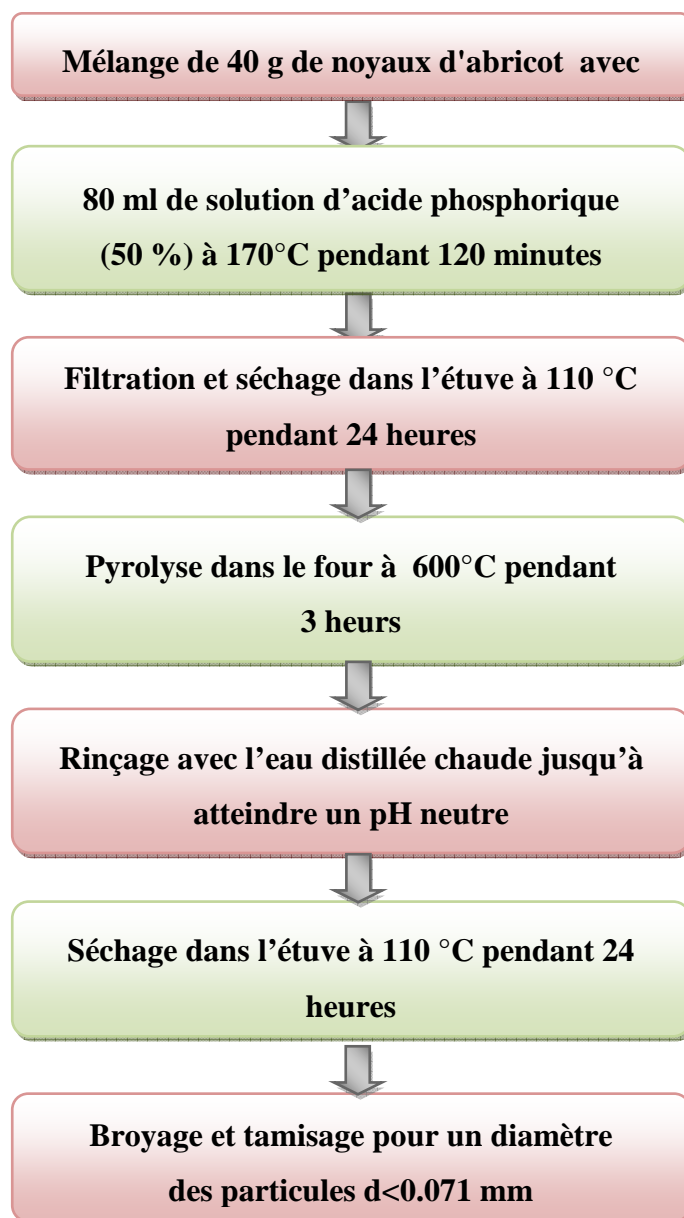 Mélange de 40 g de noyaux d'abricot avec
80 ml de solution d’acide phosphorique
(50 %) à 170°C pendant 120 minutes
Filtration et séchage dans l’étuve à 110 °C
pendant 24 heures
Pyrolyse dans le four à 600°C pendant
3 heurs
Rinçage avec l’eau distillée chaude jusqu’à
atteindre un pH neutre
Séchage dans l’étuve à 110 °C pendant 24
heures
Broyage et tamisage pour un diamètre
des particules d<0.071 mm